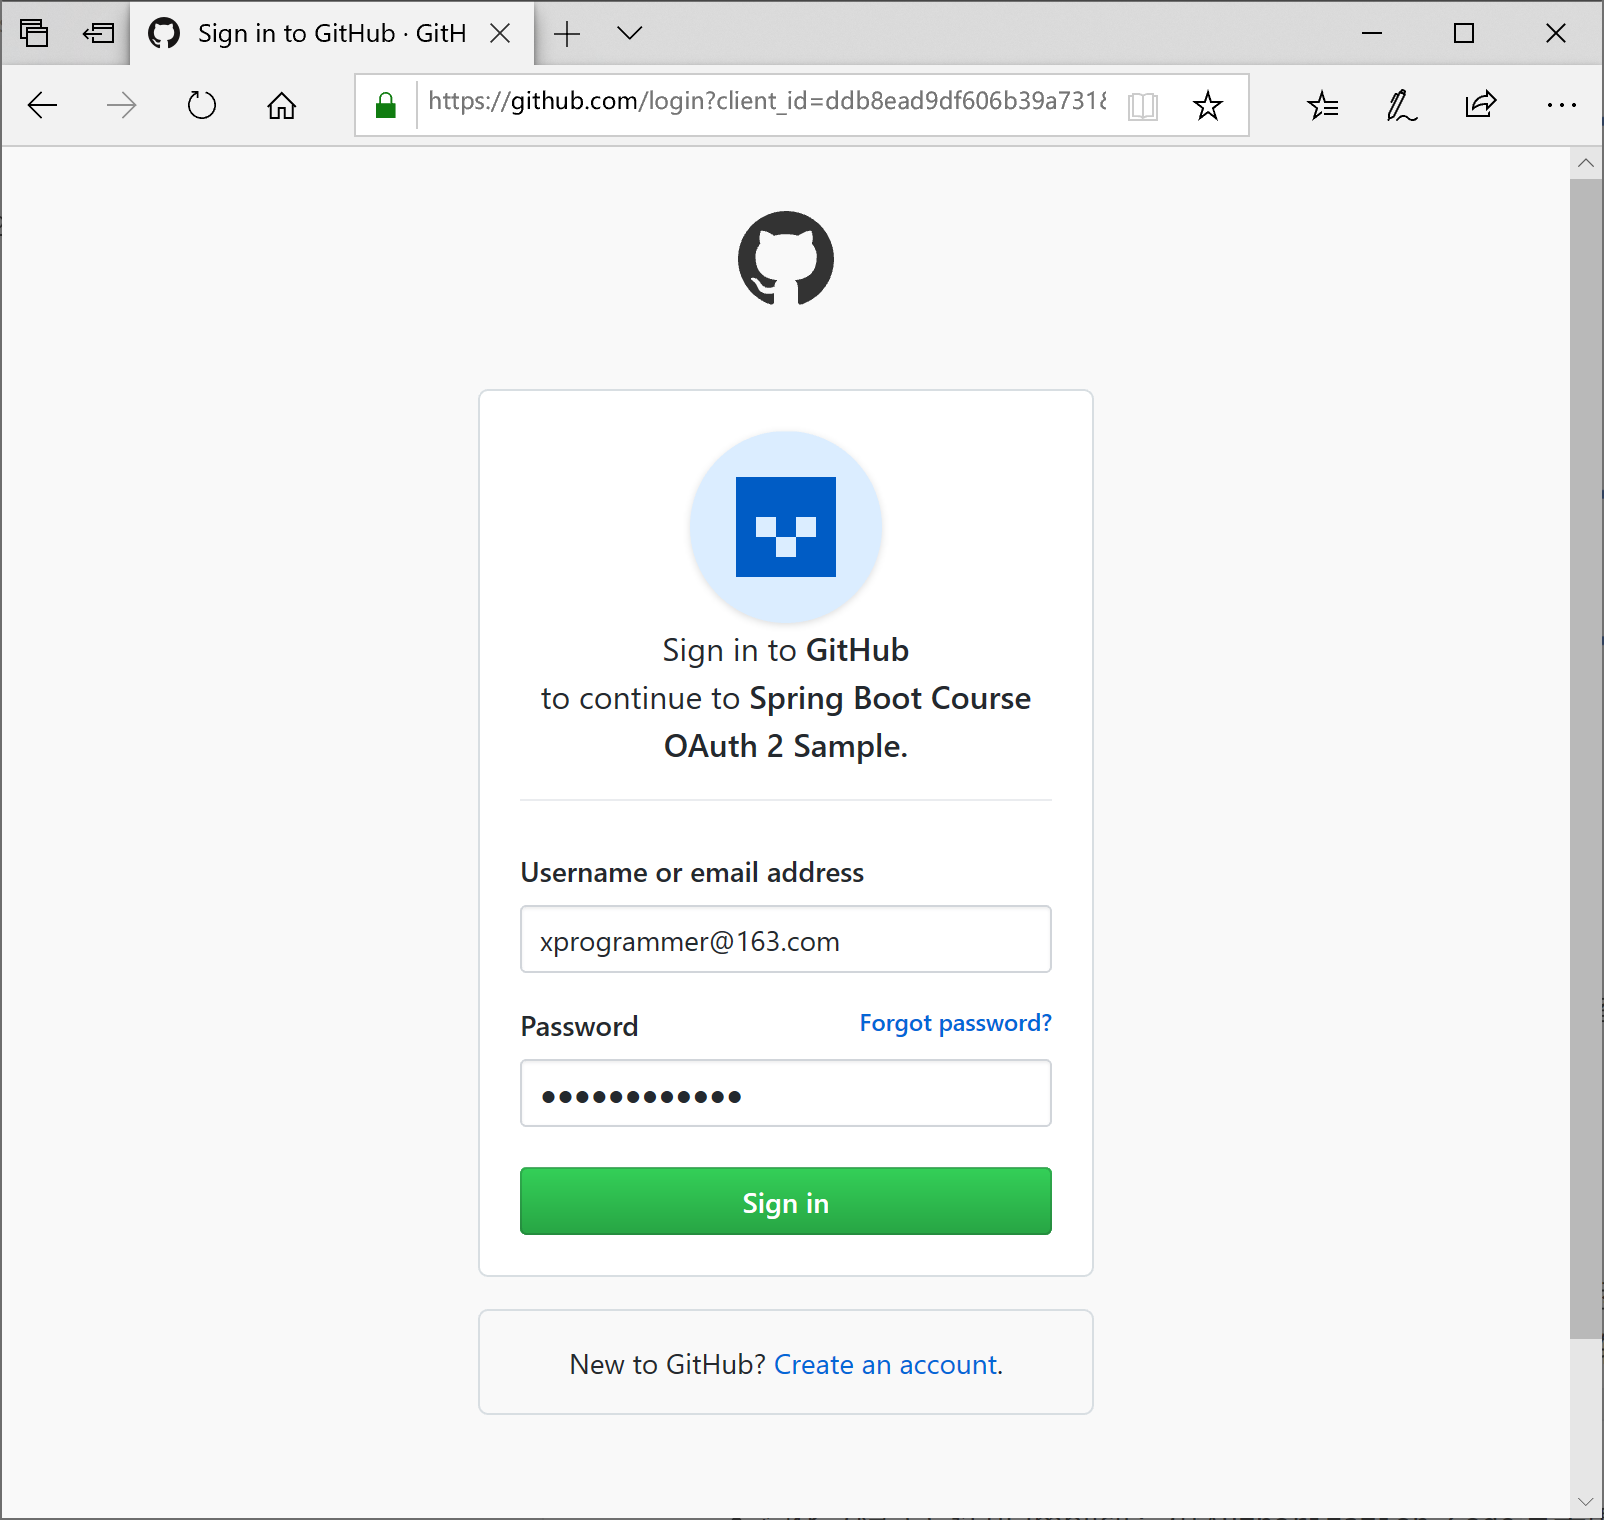 Sign in to GitHub · GitH
https://github.com/login?client_id=ddb8ead9df606b39a7318
Sign in to GitHub
to continue to Spring Boot Course
OAuth 2 Sample.
Username or email address
xprogrammer@163.com
Password
Forgot password?
Sign in
New to GitHub? Create an account.